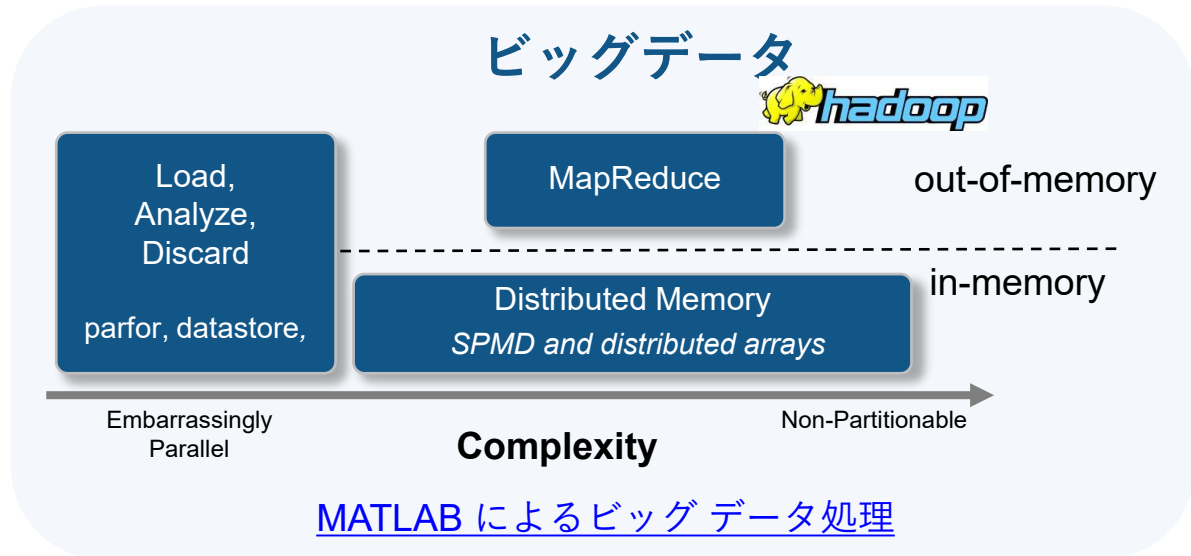 ビッグデータ
hadoop
Load,
Analyze,
Discard
parfor, datastore,
MapReduce
out-of-memory
in-memory
Distributed Memory
SPMD and distributed arrays
Embarrassingly
Parallel
Complexity
Non-Partitionable
MATLAB によるビッグ データ処理